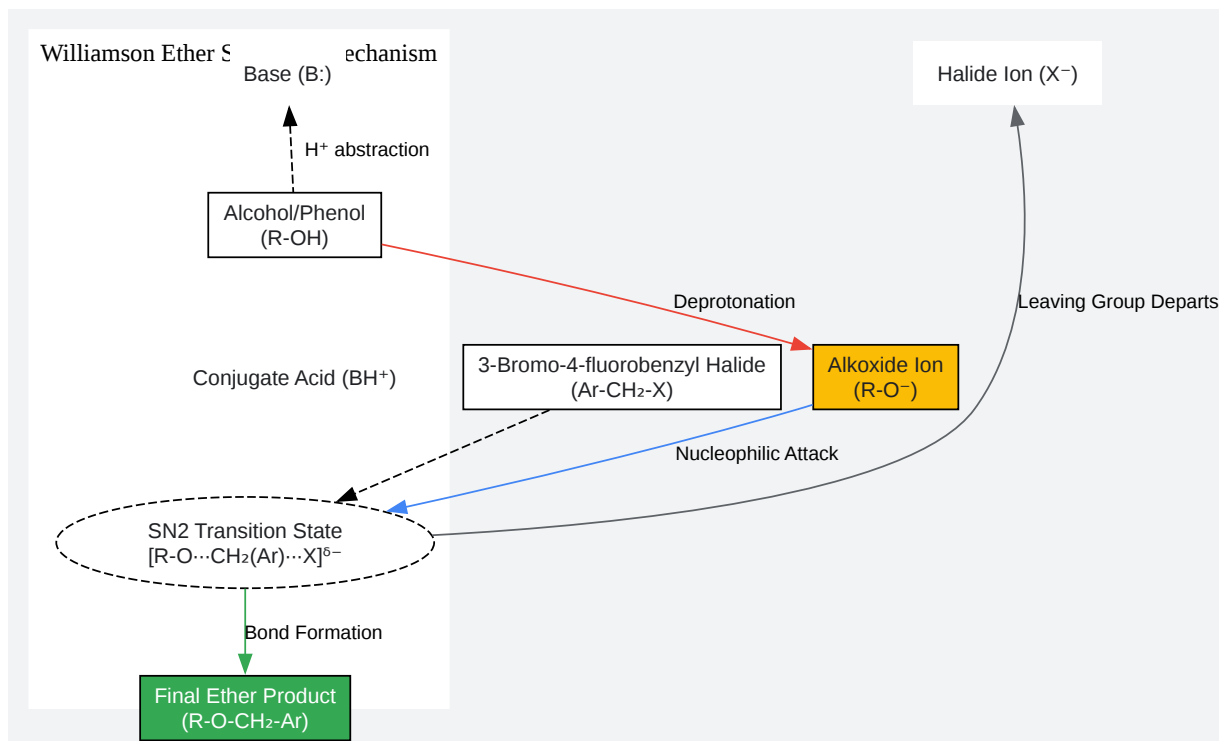 Williamson Ether S echanism
Base (B:)
Halide Ion (X⁻)
H⁺ abstraction
Alcohol/Phenol
(R-OH)
Deprotonation
Leaving Group Departs
3-Bromo-4-fluorobenzyl Halide
(Ar-CH₂-X)
Alkoxide Ion
(R-O⁻)
Conjugate Acid (BH⁺)
Nucleophilic Attack
SN2 Transition State
[R-O···CH₂(Ar)···X]ᵟ⁻
Bond Formation
Final Ether Product
(R-O-CH₂-Ar)